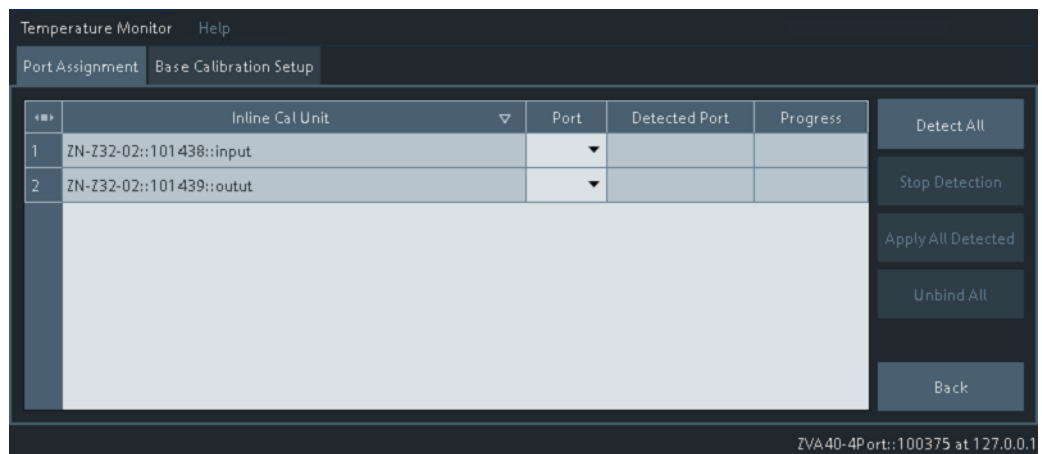 Temperature Monitor Help
Port Assignment Base Calibration Setup
Inline Cal Unit Port Detected Port Progress
1 ZN-Z32-02::101438::input
2 ZN-Z32-02::101439::outut
Detect All
Stop Detection
Apply All Detected
Unbind All
Back
ZVA40-4Port::100375 at 127.0.0.1